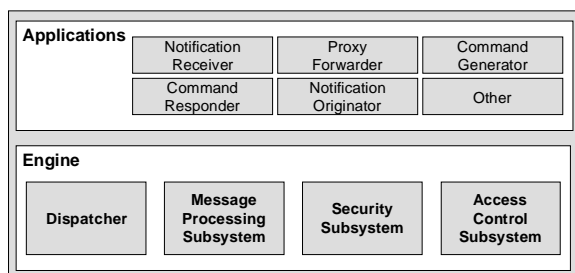 Applications
Notification
Receiver
Proxy
Forwarder
Command
Generator
Command
Responder
Notification
Originator
Other
Engine
Dispatcher
Message
Processing
Subsystem
Security
Subsystem
Access
Control
Subsystem